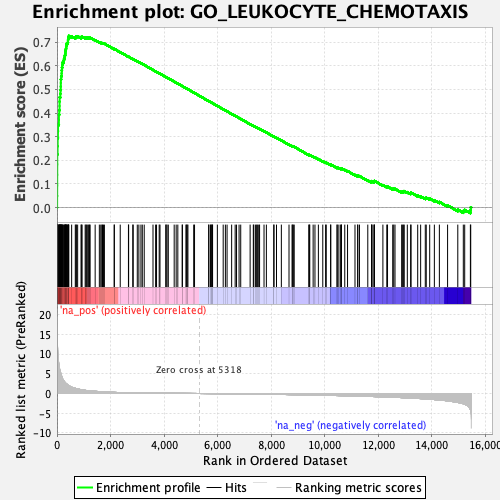 Enrichment plot: GO_LEUKOCYTE_CHEMOTAXIS
Enrichment score (ES)
0.7
0.6
0.5
0.4
0.3
0.2
0.1
0.0
Ranked list metric (PreRanked)
20
15
10
5
0
-5
-10
'na_pos' (positively correlated)
Zero cross at 5318
'na_neg' (negatively correlated)
0
2,000
4,000
6,000
8,000
10,000
12,000
14,000
16,000
Rank in Ordered Dataset
Enrichment profile
Hits
Ranking metric scores